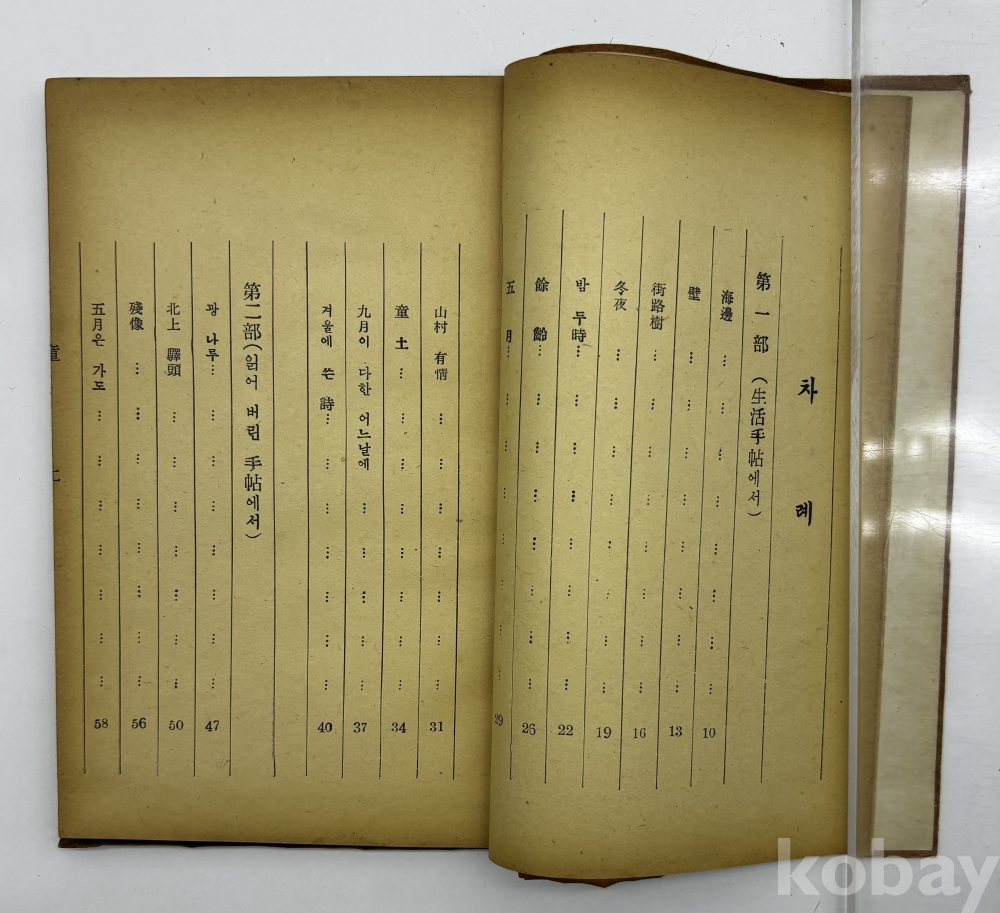 차례
第一部 (生活手帖에서)
海邊 … … … … … … 10
壁 … … … … … … 13
街路樹 … … … … … 16
冬夜 … … … … … … 19
밤 두時 … … … … … … 22
餘 … … … … … … 26
五月 … … … … … 29
山村 有情 … … … … … 31
童土 … … … … … … 34
九月이 다한 어느날에 … … … 37
겨울에 쓴 詩 … … … … 40
第二部 (잃어 버린 手帖에서)
광나루 … … … … … 47
北上 驛頭 … … … … 50
殘像 … … … … … 56
五月은 가도 … … … … 58
童土
kobay